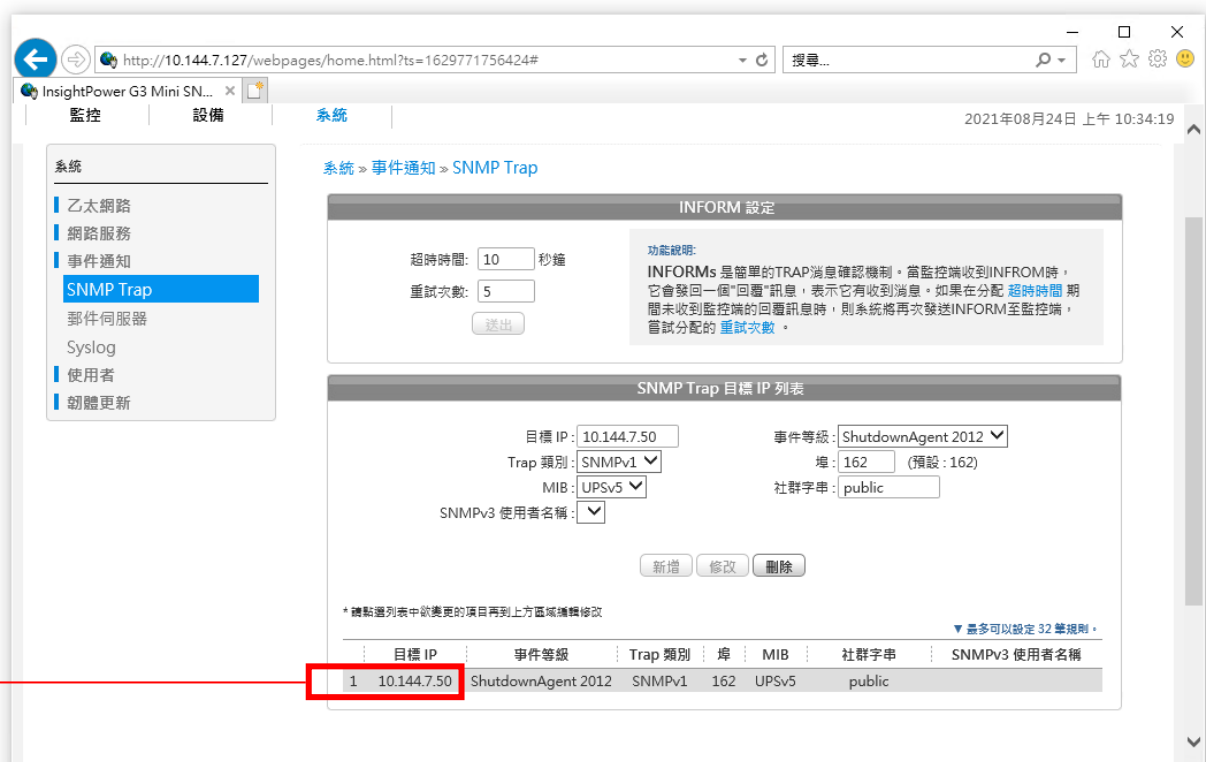 http://10.144.7.127/webpages/home.html?ts=1629771756424#
搜尋...
InsightPower G3 Mini SN...
監控 設備 系統
2021年08月24日 上午 10:34:19
系統
乙太網路
網路服務
事件通知
SNMP Trap
郵件伺服器
Syslog
使用者
韌體更新
系統 » 事件通知 » SNMP Trap
INFORM 設定
超時時間: 10 秒鐘
重試次數: 5
送出
功能說明:
INFORMs 是簡單的TRAP消息確認機制。當監控端收到INFROM時，
它會發回一個"回覆"訊息，表示它有收到消息。如果在分配 超時時間 期
間未收到監控端的回覆訊息時，則系統將再次發送INFORM至監控端，
嘗試分配的 重試次數 。
SNMP Trap 目標 IP 列表
目標 IP : 10.144.7.50 事件等級 : ShutdownAgent 2012
Trap 類別 : SNMPv1 埠 : 162 (預設 : 162)
MIB : UPSv5 社群字串 : public
SNMPv3 使用者名稱 :
新增 修改 刪除
* 請點選列表中欲變更的項目再到上方區域編輯修改
▼ 最多可以設定 32 筆規則。
目標 IP 事件等級 Trap 類別 埠 MIB 社群字串 SNMPv3 使用者名稱
1 10.144.7.50 ShutdownAgent 2012 SNMPv1 162 UPSv5 public